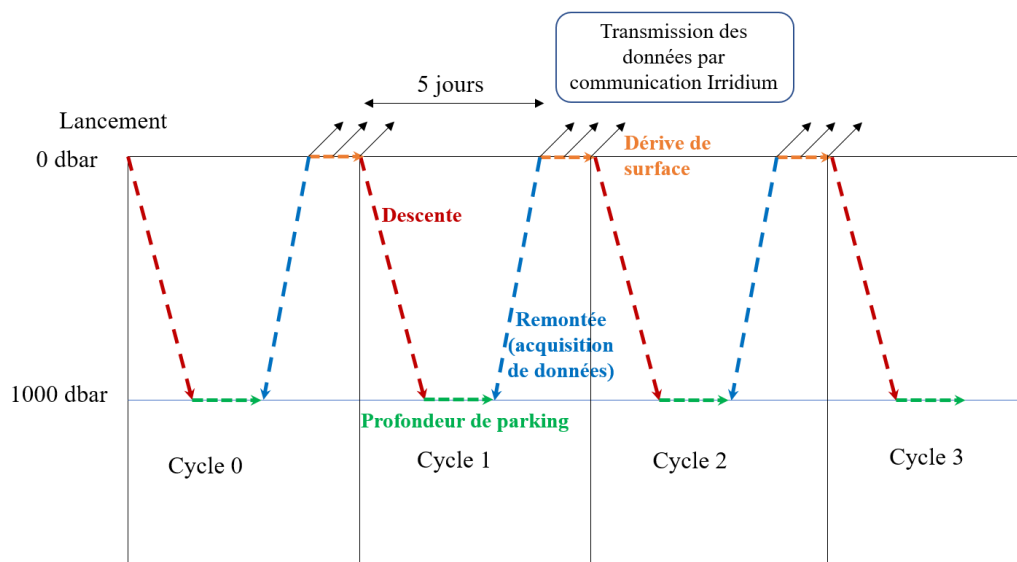 Transmission des
données par
communication Irridium
5 jours
Lancement
0 dbar
Dérive de
surface
Descente
Remontée
(acquisition
de données)
1000 dbar
Profondeur de parking
Cycle 0
Cycle 1
Cycle 2
Cycle 3